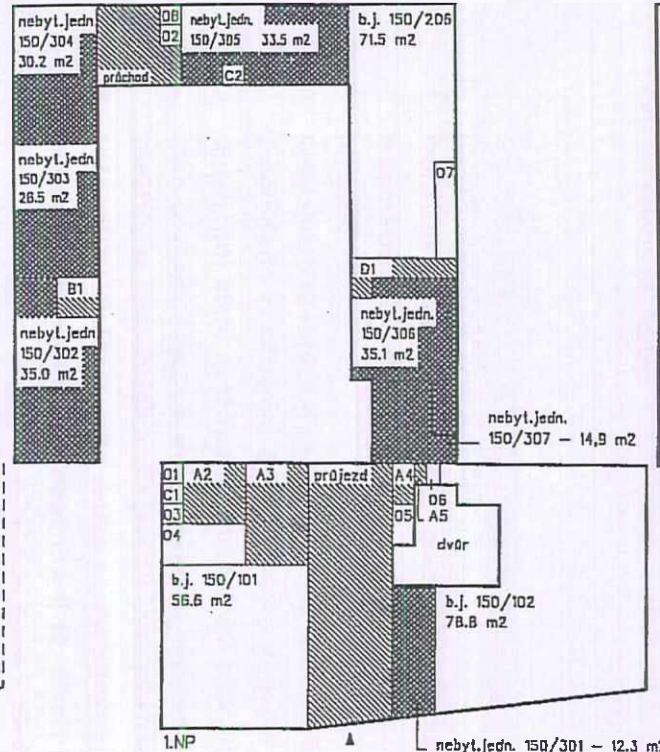 nebyt.jedn
150/304
30.2 m2
průchod
OB
02
nebyt.jedn.
150/305 33.5 m2
C2
b.j. 150/206
71.5 m2
07
nebyt.jedn.
150/303
26.5 m2
B1
nebyt.jedn
150/302
35.0 m2
D1
nebyt.jedn.
150/306
35.1 m2
nebyt.jedn.
150/307 – 14,9 m2
01
A2
A3
průjezd
A4
C1
03
04
05
06
A5
dvůr
b.j. 150/101
56.6 m2
b.j. 150/102
78.8 m2
1.NP
nebyt.jedn. 150/301 – 12.3 m